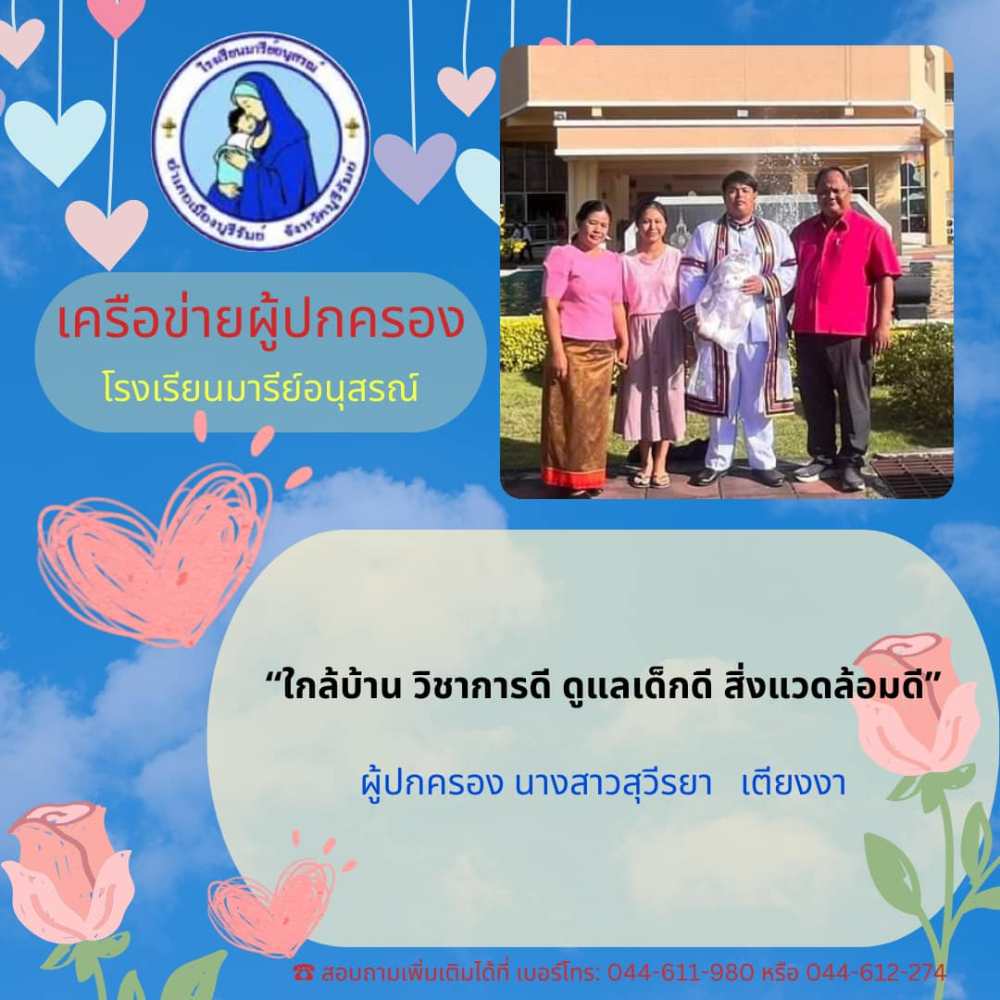 โรงเรียนมารีย์อนุสรณ์
อำเภอเมืองบุรีรัมย์ จังหวัดบุรีรัมย์
เครือข่ายผู้ปกครอง
โรงเรียนมารีย์อนุสรณ์
“ใกล้บ้าน วิชาการดี ดูแลเด็กดี สิ่งแวดล้อมดี”
ผู้ปกครอง นางสาวสุวีรยา เตียงงา
☎ สอบถามเพิ่มเติมได้ที่ เบอร์โทร: 044-611-980 หรือ 044-612-274